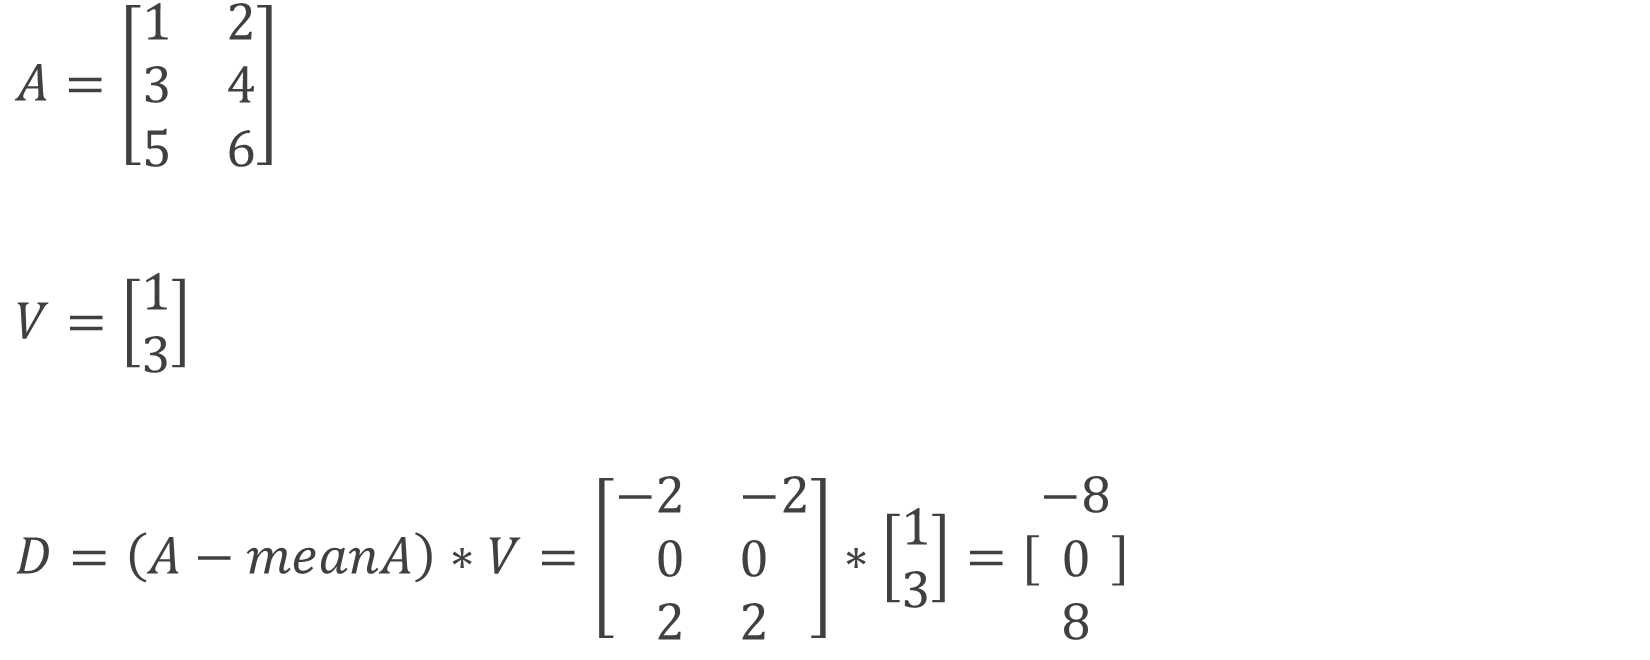 A = [1 2
3 4
5 6]
V = [1
3]
D = (A − meanA) ∗ V = [−2 −2
0 0
2 2] ∗ [1
3] = [−8
0
8]